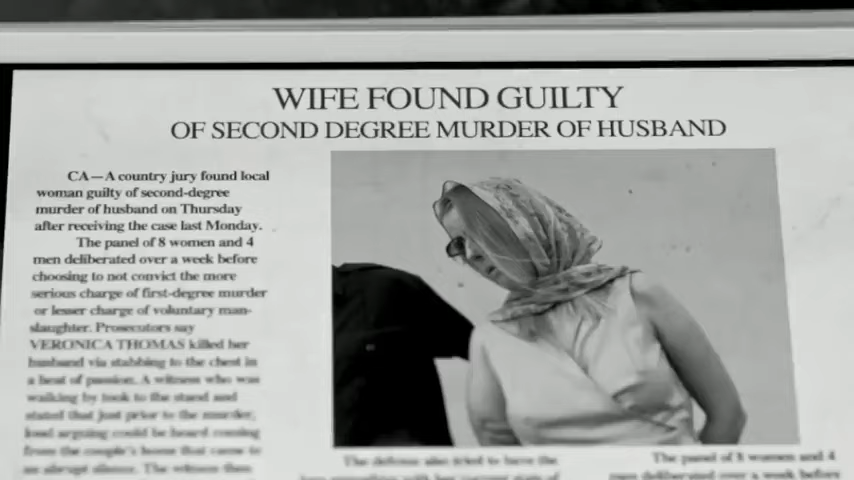 WIFE FOUND GUILTY
OF SECOND DEGREE MURDER OF HUSBAND
CA—A country jury found local
woman guilty of second-degree
murder of husband on Thursday
after receiving the case last Monday.
The panel of 8 women and 4
men deliberated over a week before
choosing to not convict the more
serious charge of first-degree murder
or lesser charge of voluntary man-
slaughter. Prosecutors say
VERONICA THOMAS killed her
husband via stabbing to the chest in
a heat of passion. A witness who was
walking by took to the stand and
stated that just prior to the murder,
loud arguing could be heard coming
from the couple's home that came to
an abrupt silence. The witness then
The defense also tried to have the
The panel of 8 women and 4
men deliberated over a week before